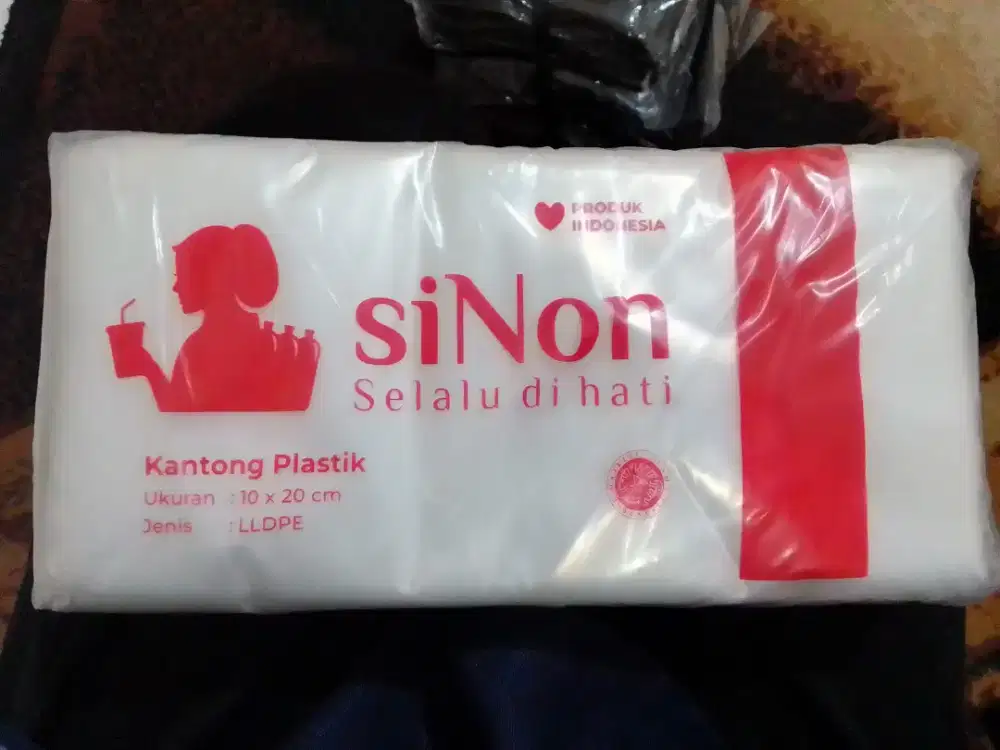 PRODUK
INDONESIA
siNon
Selalu di hati
Kantong Plastik
Ukuran : 10 x 20 cm
Jenis : LLDPE